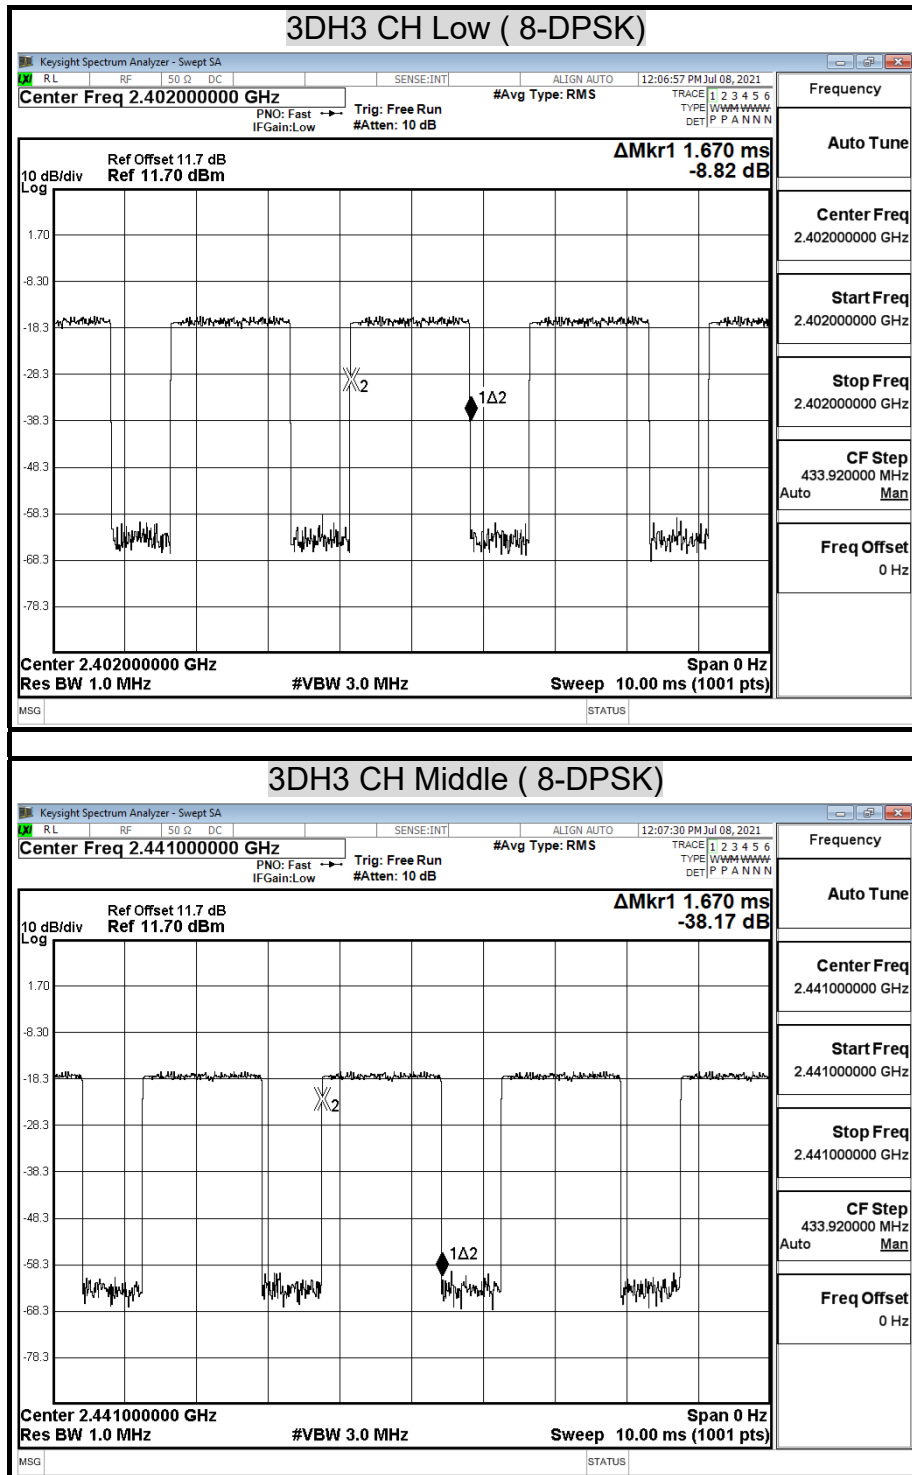 3DH3 CH Low ( 8-DPSK)
Keysight Spectrum Analyzer - Swept SA
LXI RL RF 50 Ω DC SENSE:INT ALIGN AUTO 12:06:57 PM Jul 08, 2021
Center Freq 2.402000000 GHz
PNO: Fast
IFGain:Low
Trig: Free Run
#Atten: 10 dB
#Avg Type: RMS
TRACE 1 2 3 4 5 6
TYPE WWMWWWW
DET P P A N N N
ΔMkr1 1.670 ms
-8.82 dB
Ref Offset 11.7 dB
10 dB/div Ref 11.70 dBm
Log
1.70
-8.30
-18.3
-28.3
-38.3
-48.3
-58.3
-68.3
-78.3
2
1Δ2
Center 2.402000000 GHz Span 0 Hz
Res BW 1.0 MHz #VBW 3.0 MHz Sweep 10.00 ms (1001 pts)
MSG STATUS
Frequency
Auto Tune
Center Freq
2.402000000 GHz
Start Freq
2.402000000 GHz
Stop Freq
2.402000000 GHz
CF Step
433.920000 MHz
Auto Man
Freq Offset
0 Hz
3DH3 CH Middle ( 8-DPSK)
Keysight Spectrum Analyzer - Swept SA
LXI RL RF 50 Ω DC SENSE:INT ALIGN AUTO 12:07:30 PM Jul 08, 2021
Center Freq 2.441000000 GHz
PNO: Fast
IFGain:Low
Trig: Free Run
#Atten: 10 dB
#Avg Type: RMS
TRACE 1 2 3 4 5 6
TYPE WWMWWWW
DET P P A N N N
ΔMkr1 1.670 ms
-38.17 dB
Ref Offset 11.7 dB
10 dB/div Ref 11.70 dBm
Log
1.70
-8.30
-18.3
-28.3
-38.3
-48.3
-58.3
-68.3
-78.3
2
1Δ2
Center 2.441000000 GHz Span 0 Hz
Res BW 1.0 MHz #VBW 3.0 MHz Sweep 10.00 ms (1001 pts)
MSG STATUS
Frequency
Auto Tune
Center Freq
2.441000000 GHz
Start Freq
2.441000000 GHz
Stop Freq
2.441000000 GHz
CF Step
433.920000 MHz
Auto Man
Freq Offset
0 Hz